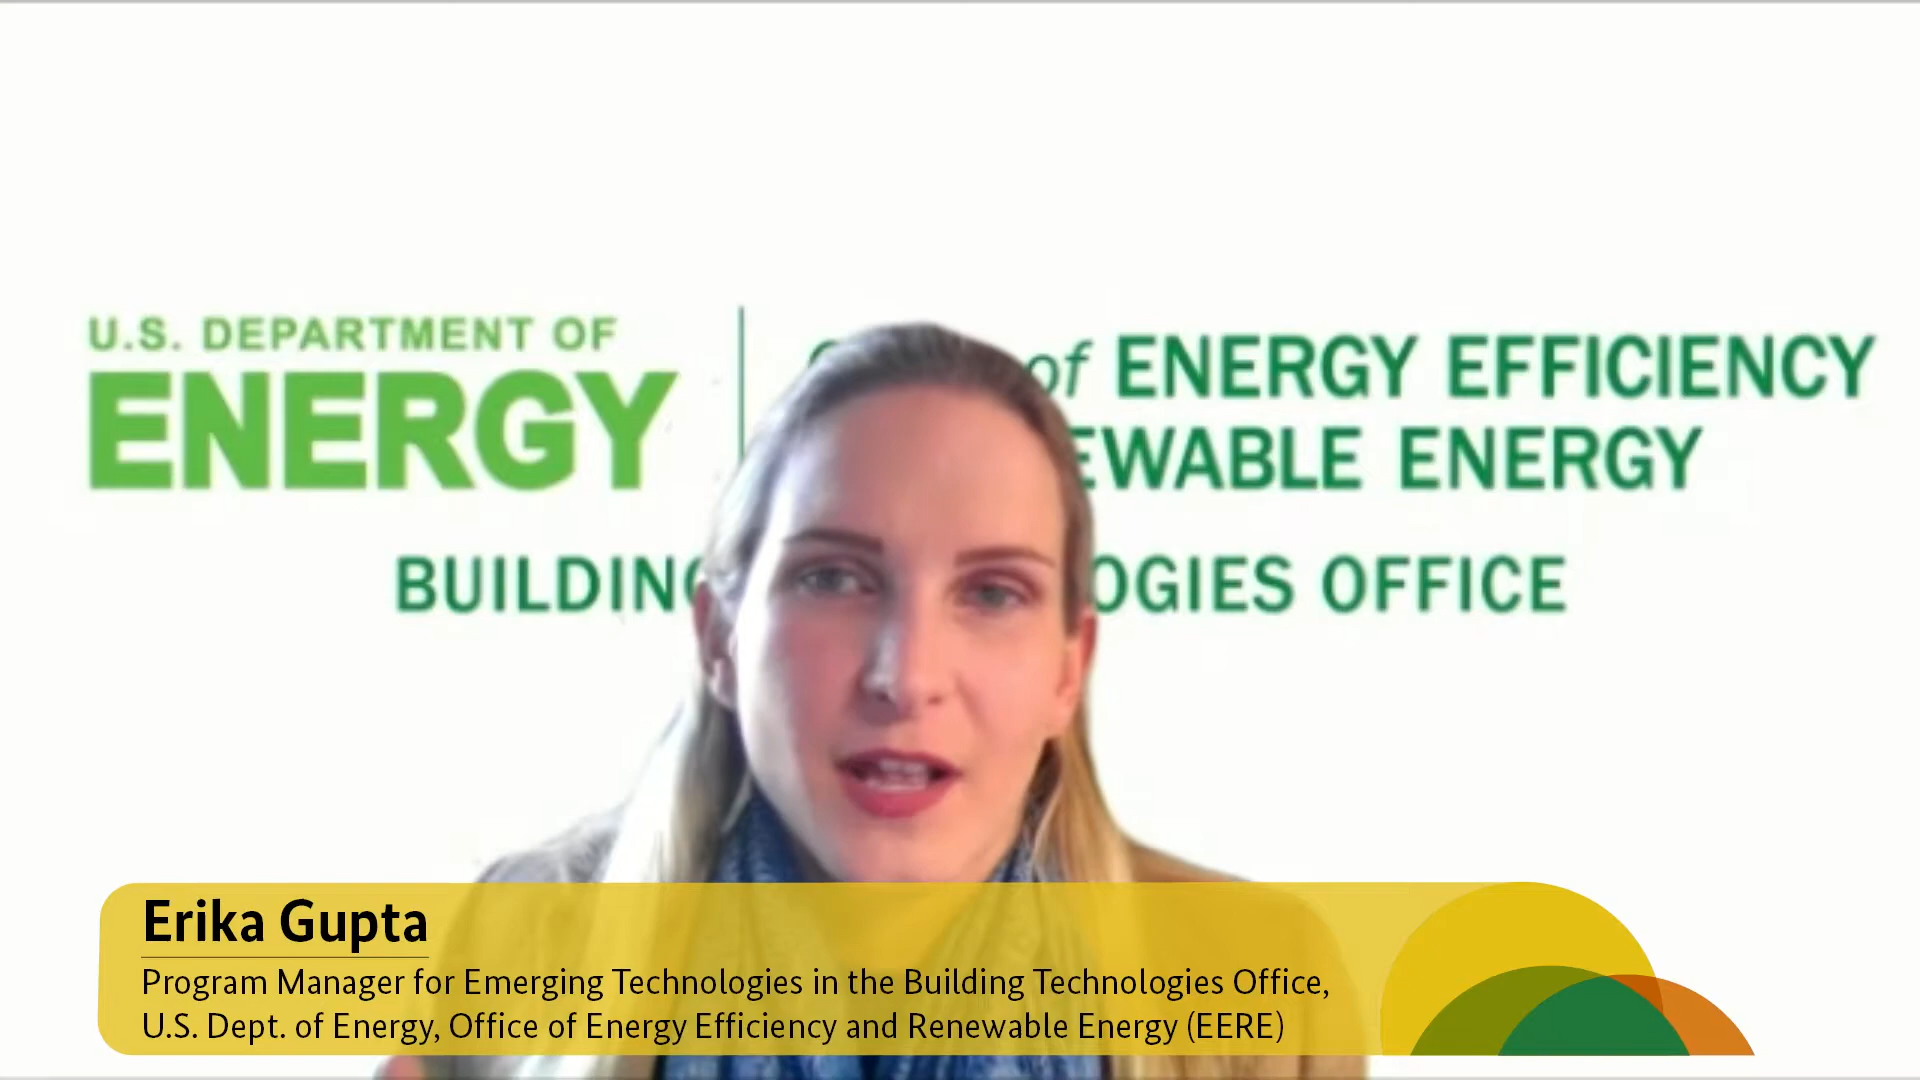 U.S. DEPARTMENT OF
ENERGY
of ENERGY EFFICIENCY
EWABLE ENERGY
BUILDING OGIES OFFICE
Erika Gupta
Program Manager for Emerging Technologies in the Building Technologies Office,
U.S. Dept. of Energy, Office of Energy Efficiency and Renewable Energy (EERE)